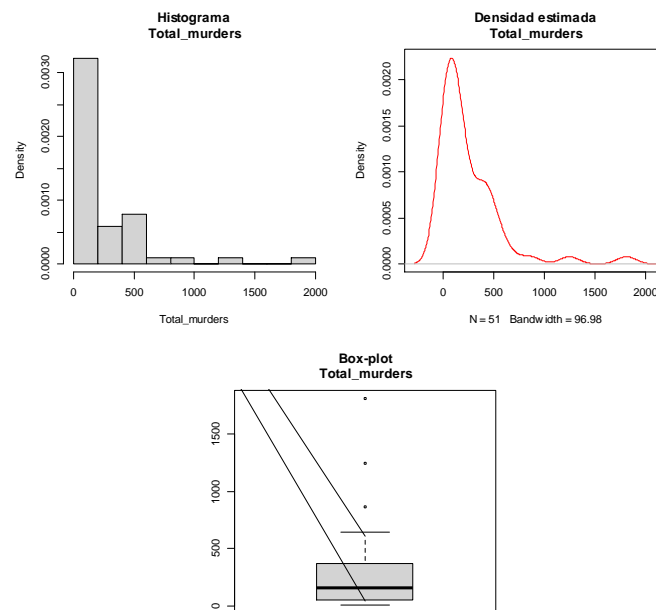 Histograma
Total_murders
Density
0.0000
0.0010
0.0020
0.0030
0
500
1000
1500
2000
Total_murders
Densidad estimada
Total_murders
Density
0.0000
0.0005
0.0010
0.0015
0.0020
0
500
1000
1500
2000
N = 51 Bandwidth = 96.98
Box-plot
Total_murders
0
500
1000
1500